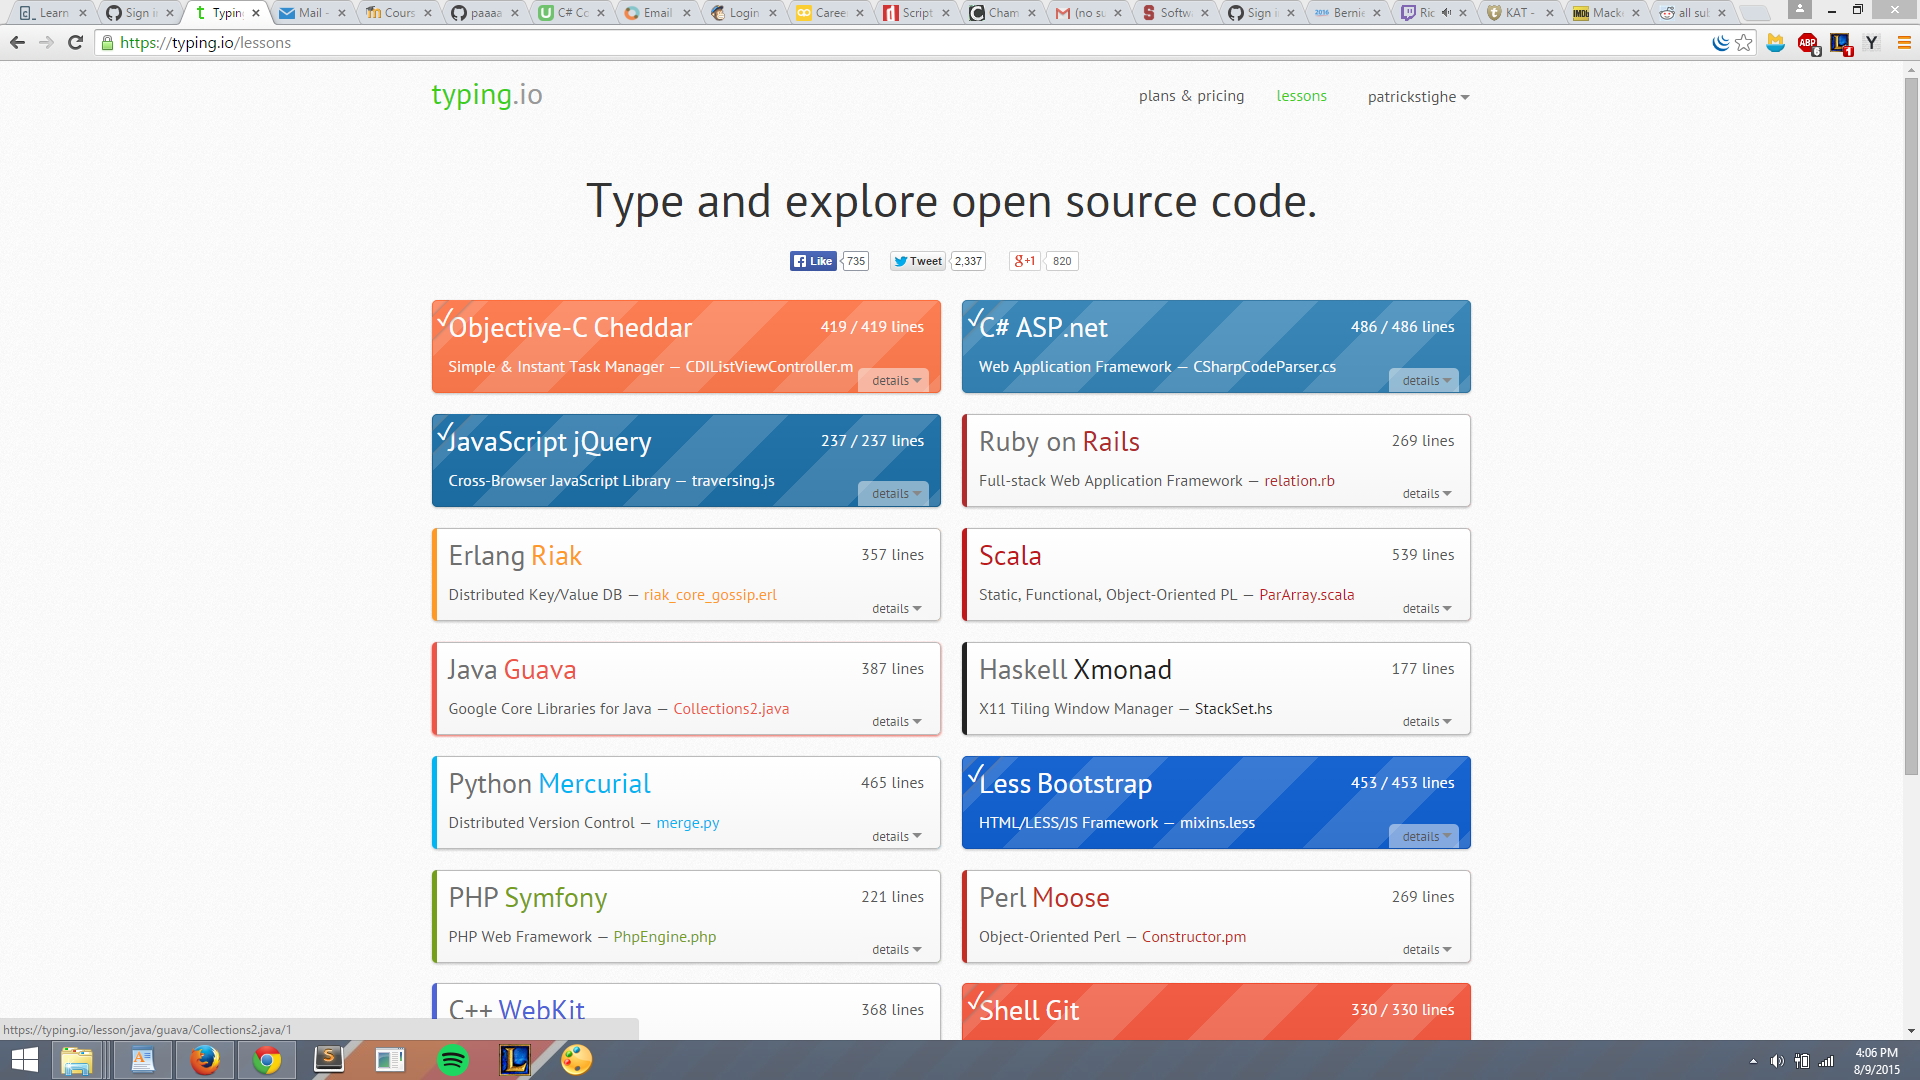 Learn
Sign i
Typin
Mail -
Cours
paaaa
C# Co
Email
Login
Caree
Script
Cham
(no su
Softw
Sign i
Bernie
Ric
KAT -
Mack
all sub
https://typing.io/lessons
typing.io
plans & pricing
lessons
patrickstighe
Type and explore open source code.
Like 735
Tweet 2,337
g+1 820
Objective-C Cheddar 419 / 419 lines
Simple & Instant Task Manager — CDIListViewController.m
details
C# ASP.net 486 / 486 lines
Web Application Framework — CSharpCodeParser.cs
details
JavaScript jQuery 237 / 237 lines
Cross-Browser JavaScript Library — traversing.js
details
Ruby on Rails 269 lines
Full-stack Web Application Framework — relation.rb
details
Erlang Riak 357 lines
Distributed Key/Value DB — riak_core_gossip.erl
details
Scala 539 lines
Static, Functional, Object-Oriented PL — ParArray.scala
details
Java Guava 387 lines
Google Core Libraries for Java — Collections2.java
details
Haskell Xmonad 177 lines
X11 Tiling Window Manager — StackSet.hs
details
Python Mercurial 465 lines
Distributed Version Control — merge.py
details
Less Bootstrap 453 / 453 lines
HTML/LESS/JS Framework — mixins.less
details
PHP Symfony 221 lines
PHP Web Framework — PhpEngine.php
details
Perl Moose 269 lines
Object-Oriented Perl — Constructor.pm
details
C++ WebKit 368 lines
Shell Git 330 / 330 lines
https://typing.io/lesson/java/guava/Collections2.java/1
4:06 PM
8/9/2015